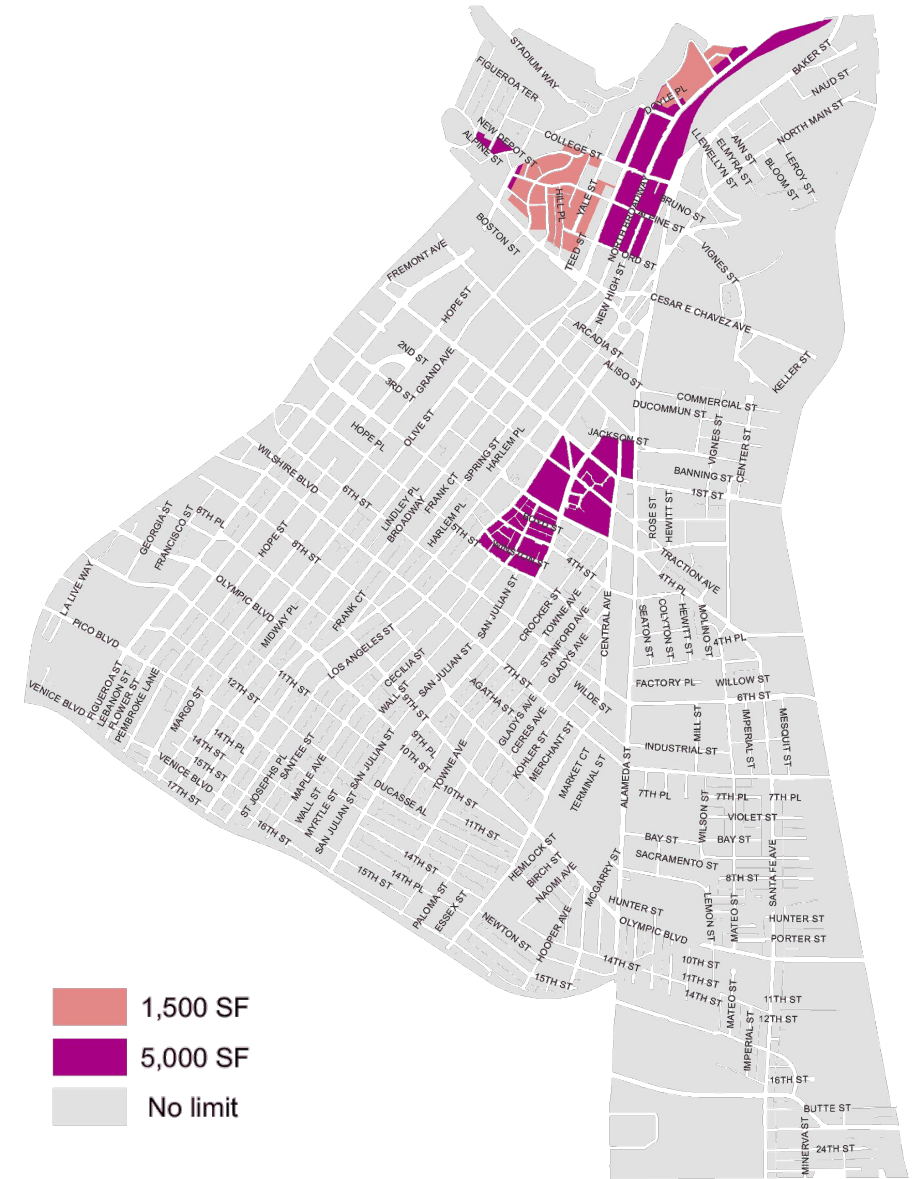 STADIUM WAY
BAKER ST
FIGUEROA TER
NAUD ST
DOYLE PL
NORTH MAIN ST
NEW DEPOT ST
ALPINE ST
COLLEGE ST
LLEWELLYN ST
ELMYRA ST
ANN ST
BLOOM ST
LEROY ST
HILL PL
YALE ST
NORTH BROADWAY
BRUNO ST
ALPINE ST
BOSTON ST
TEED ST
ORD ST
VIGNES ST
FREMONT AVE
HOPE ST
NEW HIGH ST
CESAR E CHAVEZ AVE
ARCADIA ST
2ND ST
GRAND AVE
ALISO ST
KELLER ST
3RD ST
COMMERCIAL ST
DUCOMMUN ST
OLIVE ST
HOPE PL
JACKSON ST
VIGNES ST
CENTER ST
SPRING ST
HARLEM PL
WILSHIRE BLVD
BANNING ST
6TH ST
LINDLEY PL
BROADWAY
FRANK CT
1ST ST
GEORGIA ST
FRANCISCO ST
8TH PL
HARLEM PL
5TH ST
BOYD ST
ROSE ST
HEWITT ST
HOPE ST
8TH ST
WINSTON ST
4TH ST
TRACTION AVE
4TH PL
LA LIVE WAY
OLYMPIC BLVD
MIDWAY PL
FRANK CT
SAN JULIAN ST
CROCKER ST
TOWNE AVE
STANFORD AVE
GLADYS AVE
CENTRAL AVE
SEATON ST
COLYTON ST
HEWITT ST
MOLINO ST
4TH PL
PICO BLVD
LOS ANGELES ST
CECILIA ST
SAN JULIAN ST
7TH ST
VENICE BLVD
FIGUEROA ST
LEBANON ST
FLOWER ST
PEMBROKE LANE
11TH ST
12TH ST
WALL ST
9TH ST
AGATHA ST
WILDE ST
FACTORY PL
WILLOW ST
6TH ST
MARGO ST
14TH PL
14TH ST
15TH ST
VENICE BLVD
17TH ST
SANTEE ST
ST JOSEPHS PL
MAPLE AVE
WALL ST
MYRTLE ST
SAN JULIAN ST
SAN JULIAN ST
9TH PL
10TH ST
TOWNE AVE
GLADYS AVE
CERES AVE
KOHLER ST
MERCHANT ST
MARKET CT
TERMINAL ST
ALAMEDA ST
MILL ST
IMPERIAL ST
MESQUIT ST
INDUSTRIAL ST
DUCASSE AL
10TH ST
11TH ST
7TH PL
7TH PL
7TH PL
WILSON ST
VIOLET ST
16TH ST
BAY ST
BAY ST
SACRAMENTO ST
SANTA FE AVE
8TH ST
14TH ST
14TH PL
15TH ST
HEMLOCK ST
BIRCH ST
NAOMI AVE
MCGARRY ST
PALOMA ST
ESSEX ST
HUNTER ST
OLYMPIC BLVD
LEMON ST
MATEO ST
HUNTER ST
PORTER ST
NEWTON ST
HOOPER AVE
14TH ST
10TH ST
15TH ST
11TH ST
14TH ST
MATEO ST
11TH ST
12TH ST
IMPERIAL ST
16TH ST
BUTTE ST
MINERVA ST
24TH ST
1,500 SF
5,000 SF
No limit